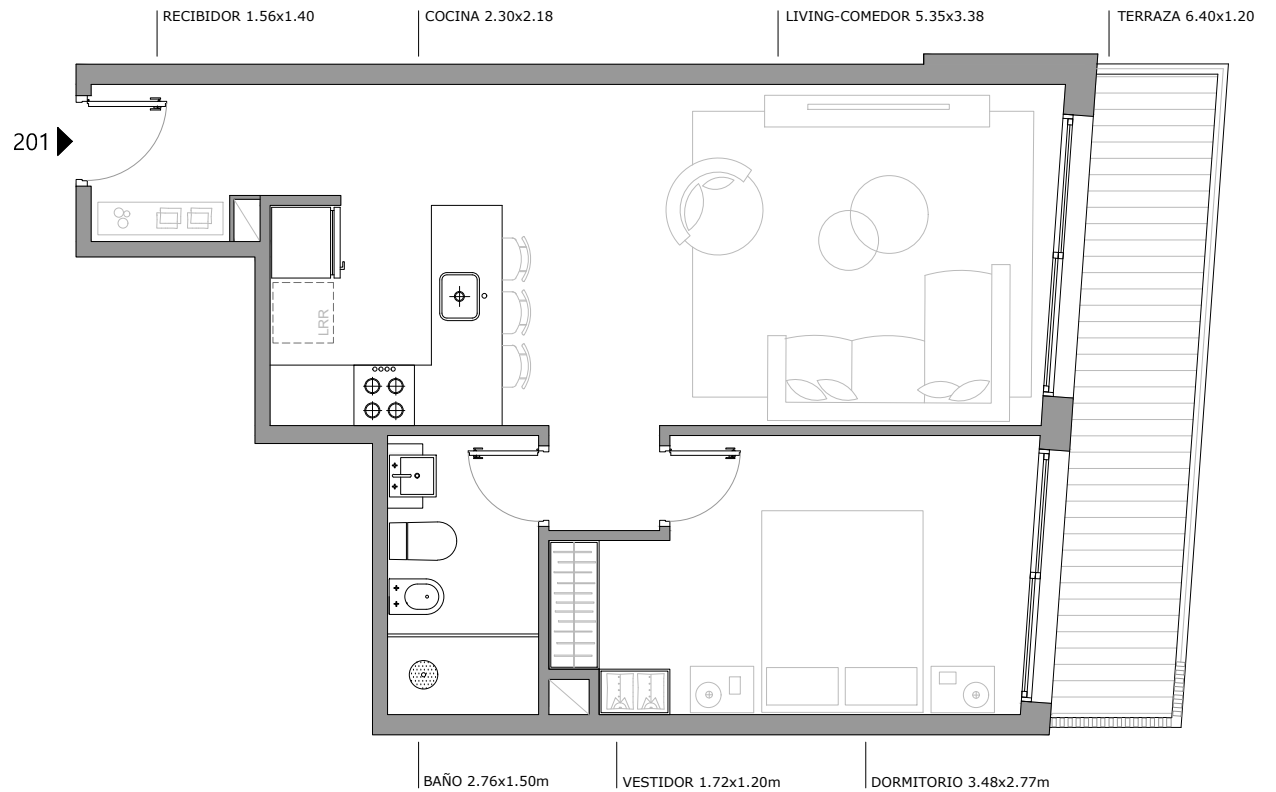 RECIBIDOR 1.56x1.40
COCINA 2.30x2.18
LIVING-COMEDOR 5.35x3.38
TERRAZA 6.40x1.20
201
LRR
BAÑO 2.76x1.50m
VESTIDOR 1.72x1.20m
DORMITORIO 3.48x2.77m